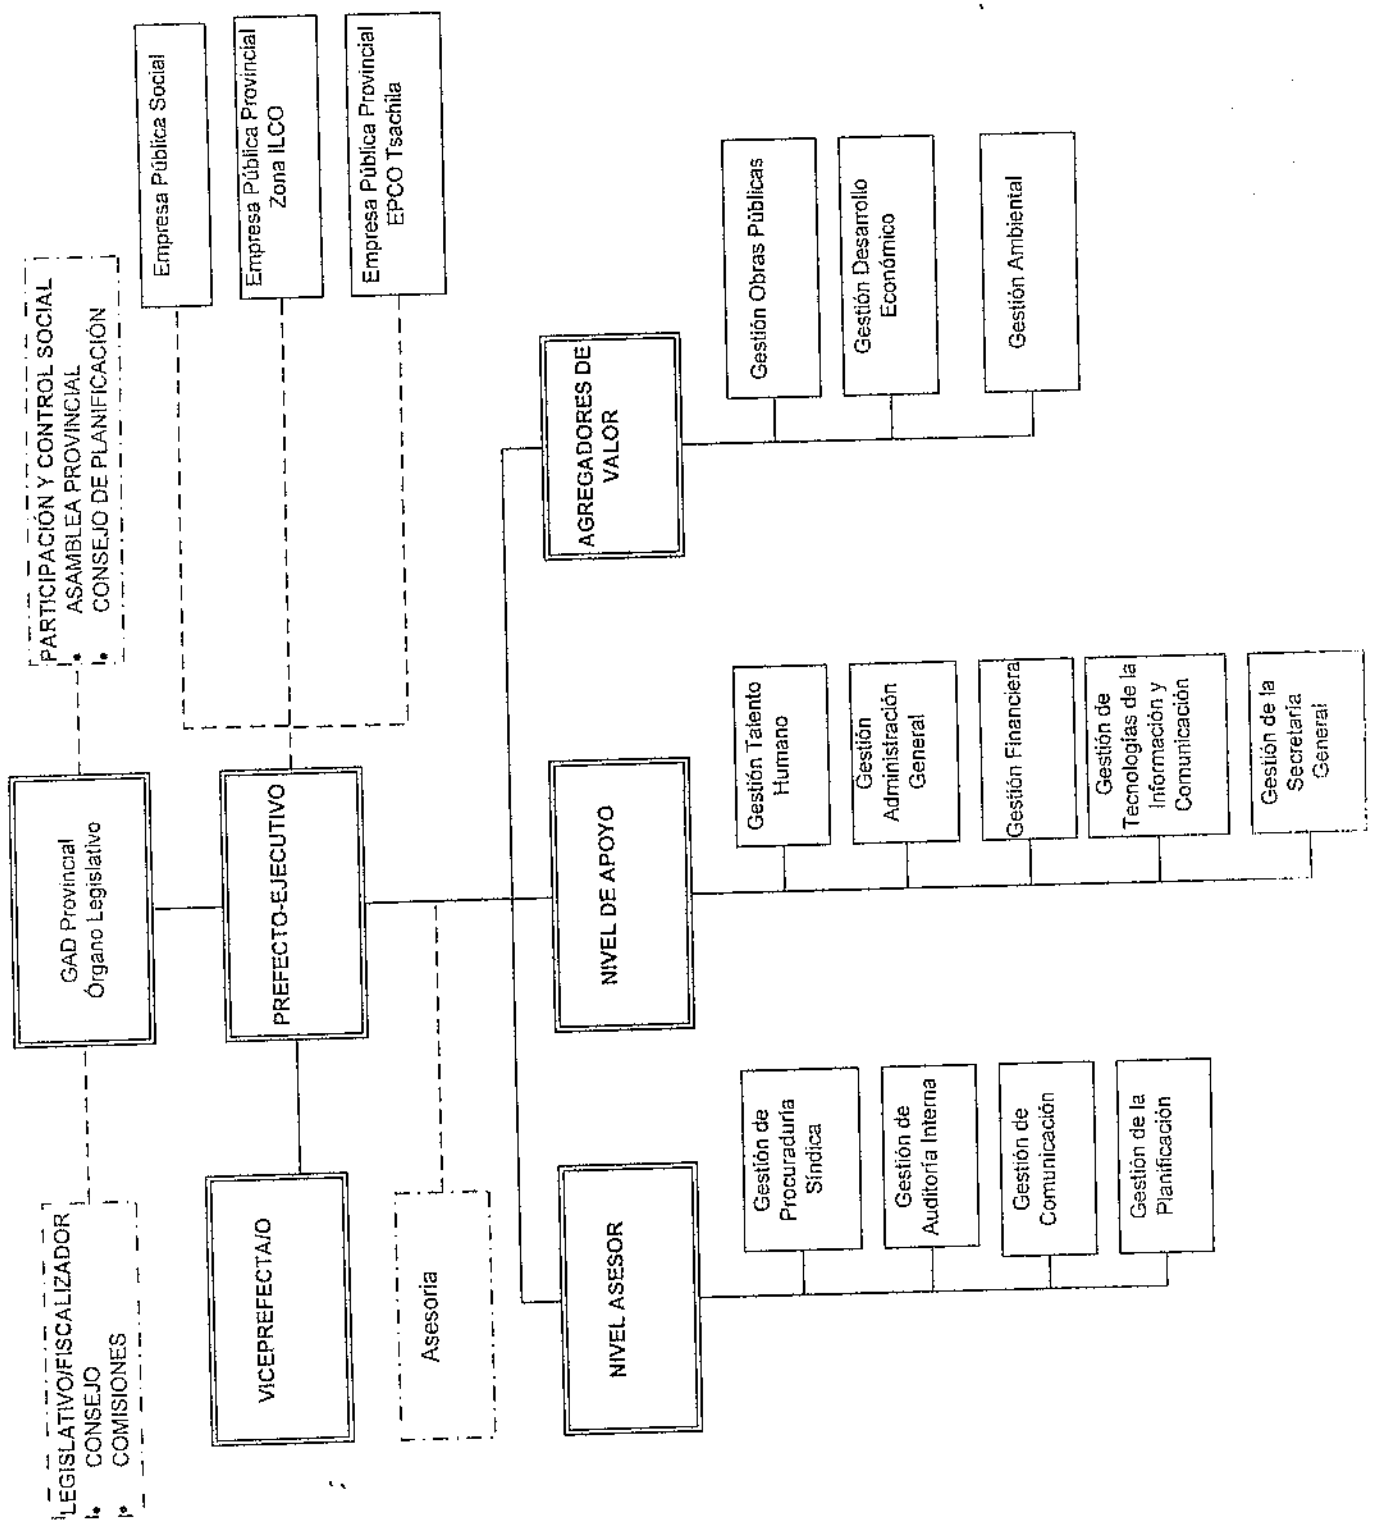 LEGISLATIVO/FISCALIZADOR
• CONSEJO
• COMISIONES
GAD Provincial
Órgano Legislativo
PARTICIPACIÓN Y CONTROL SOCIAL
• ASAMBLEA PROVINCIAL
• CONSEJO DE PLANIFICACIÓN
VICEPREFECTA/O
PREFECTO-EJECUTIVO
Empresa Pública Social
Empresa Pública Provincial
Zona ILCO
Empresa Pública Provincial
EPCO Tsachila
Asesoria
NIVEL ASESOR
Gestión de
Procuraduría
Síndica
Gestión de
Auditoría Interna
Gestión de
Comunicación
Gestión de la
Planificación
NIVEL DE APOYO
Gestión Talento
Humano
Gestión
Administración
General
Gestión Financiera
Gestión de
Tecnologías de la
Información y
Comunicación
Gestión de la
Secretaria
General
AGREGADORES DE
VALOR
Gestión Obras Públicas
Gestión Desarrollo
Económico
Gestión Ambiental